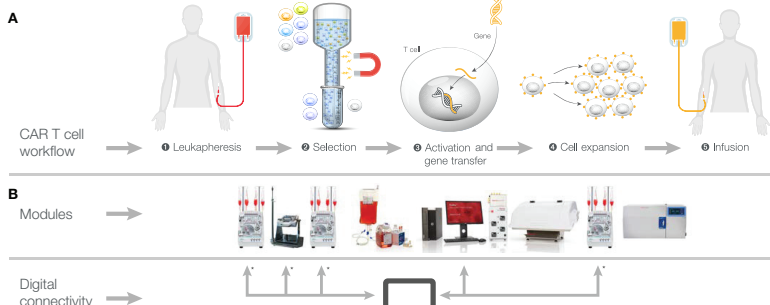 A
Gene
T cell
CAR T cell
workflow
❶ Leukapheresis
❷ Selection
❸ Activation and
gene transfer
❹ Cell expansion
❺ Infusion
B
Modules
*
*
*
*
Digital
connectivity